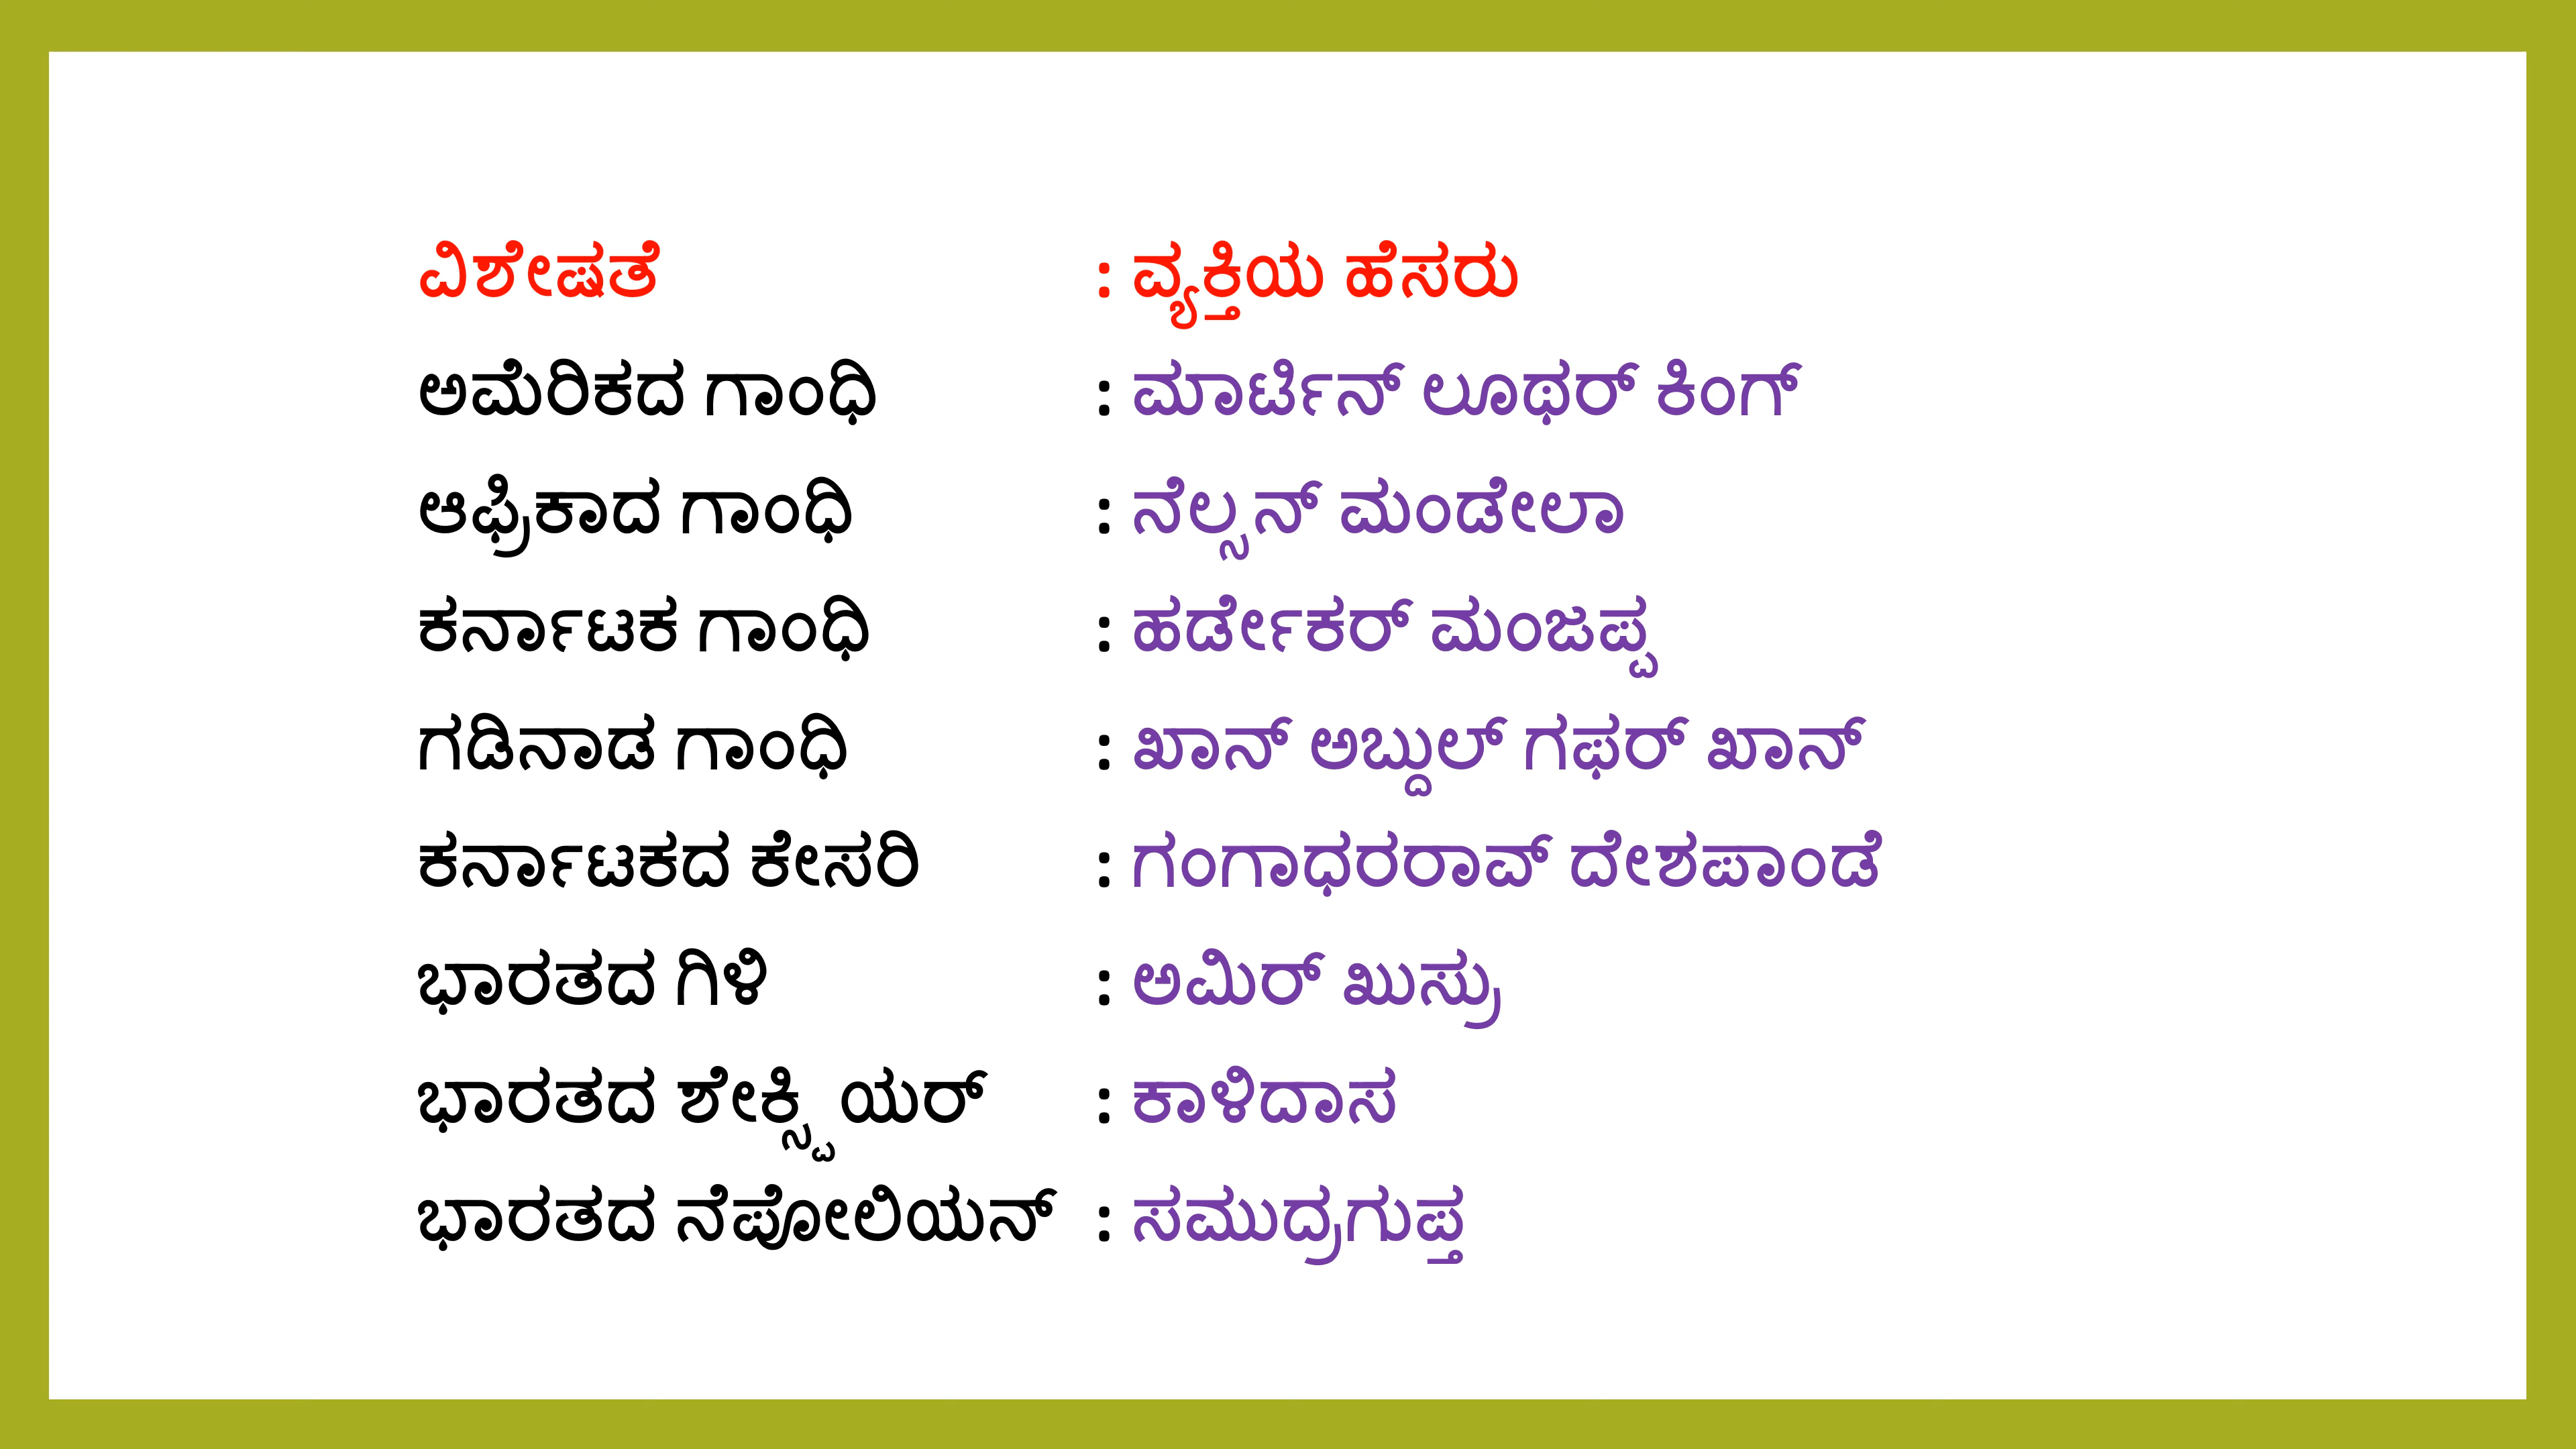 ವಿಶೇಷತೆ : ವ್ಯಕ್ತಿಯ ಹೆಸರು
ಅಮೆರಿಕದ ಗಾಂಧಿ : ಮಾರ್ಟಿನ್ ಲೂಥರ್ ಕಿಂಗ್
ಆಫ್ರಿಕಾದ ಗಾಂಧಿ : ನೆಲ್ಸನ್ ಮಂಡೇಲಾ
ಕರ್ನಾಟಕ ಗಾಂಧಿ : ಹರ್ಡೇಕರ್ ಮಂಜಪ್ಪ
ಗಡಿನಾಡ ಗಾಂಧಿ : ಖಾನ್ ಅಬ್ದುಲ್ ಗಫರ್ ಖಾನ್
ಕರ್ನಾಟಕದ ಕೇಸರಿ : ಗಂಗಾಧರರಾವ್ ದೇಶಪಾಂಡೆ
ಭಾರತದ ಗಿಳಿ : ಅಮಿರ್ ಖುಸ್ರು
ಭಾರತದ ಶೇಕ್ಸ್ಪಿಯರ್ : ಕಾಳಿದಾಸ
ಭಾರತದ ನೆಪೋಲಿಯನ್ : ಸಮುದ್ರಗುಪ್ತ